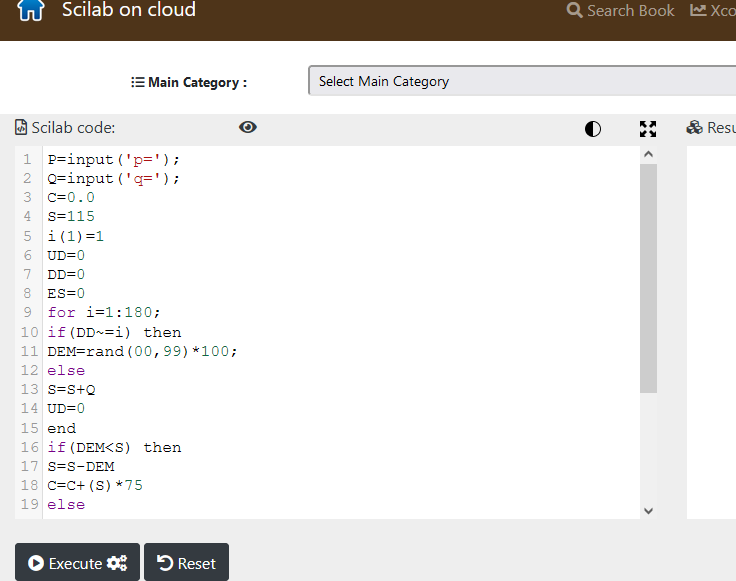 Scilab on cloud
Search Book
Main Category :
Select Main Category
Scilab code:
1 P=input('p=');
2 Q=input('q=');
3 C=0.0
4 S=115
5 i(1)=1
6 UD=0
7 DD=0
8 ES=0
9 for i=1:180;
10 if(DD~=i) then
11 DEM=rand(00,99)*100;
12 else
13 S=S+Q
14 UD=0
15 end
16 if(DEM<S) then
17 S=S-DEM
18 C=C+(S)*75
19 else
Execute
Reset